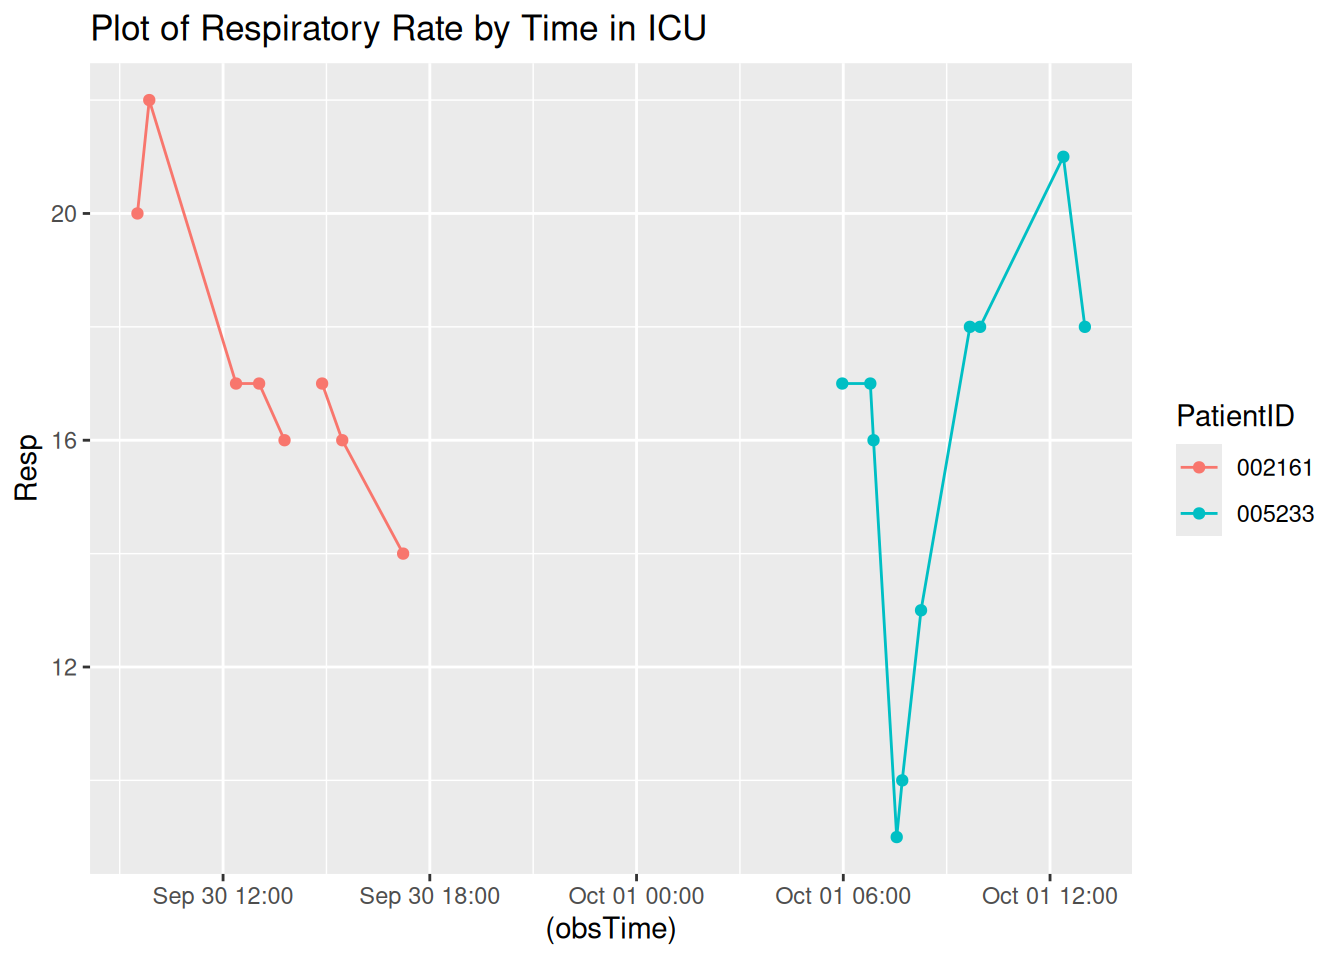 Plot of Respiratory Rate by Time in ICU
Resp
20
16
12
Sep 30 12:00
Sep 30 18:00
Oct 01 00:00
Oct 01 06:00
Oct 01 12:00
(obsTime)
PatientID
002161
005233